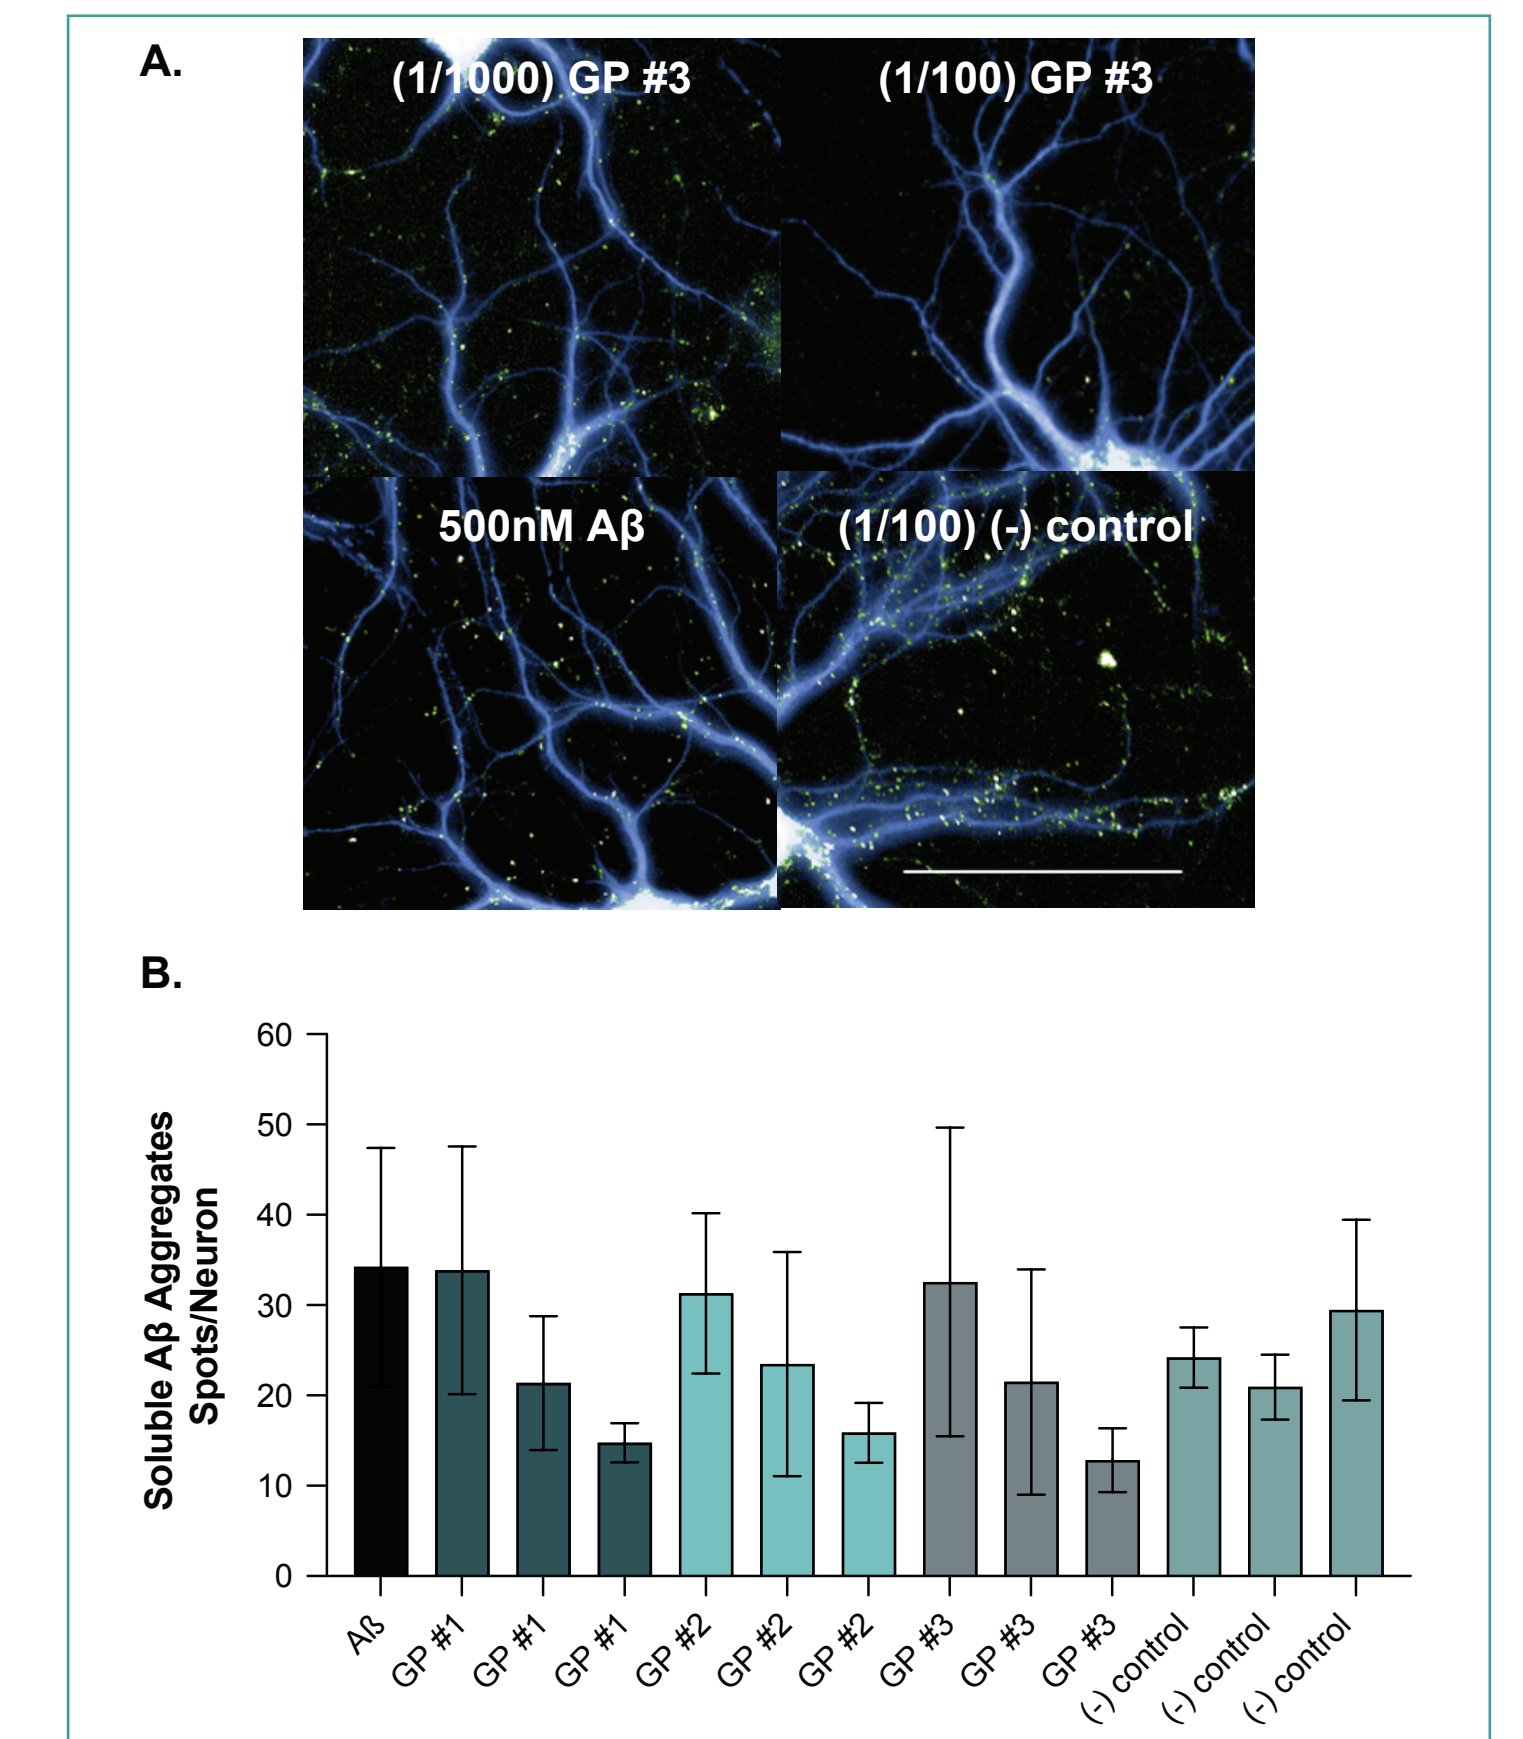 A.
(1/1000) GP #3
(1/100) GP #3
500nM Aβ
(1/100) (-) control
B.
Soluble Aβ Aggregates
Spots/Neuron
60
50
40
30
20
10
0
Aß
GP #1
GP #1
GP #1
GP #2
GP #2
GP #2
GP #3
GP #3
GP #3
(-) control
(-) control
(-) control